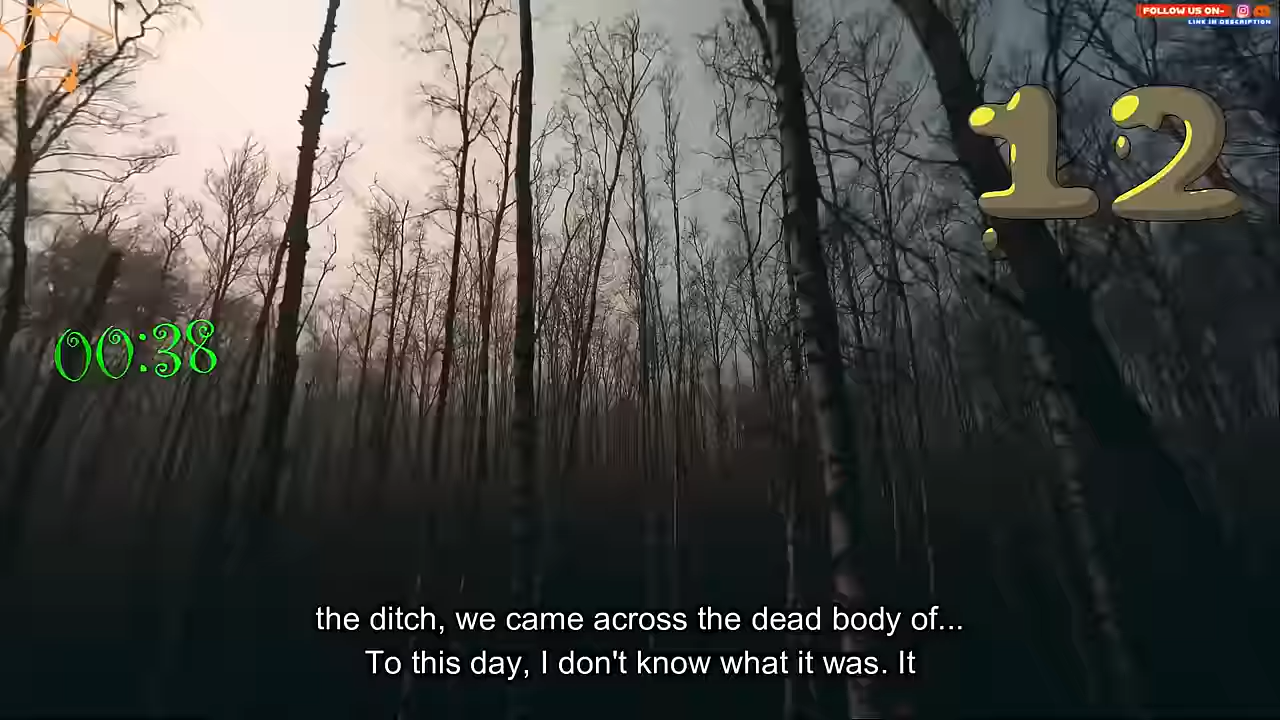 FOLLOW US ON-
LINK IN DESCRIPTION
12
00:38
the ditch, we came across the dead body of...
To this day, I don't know what it was. It